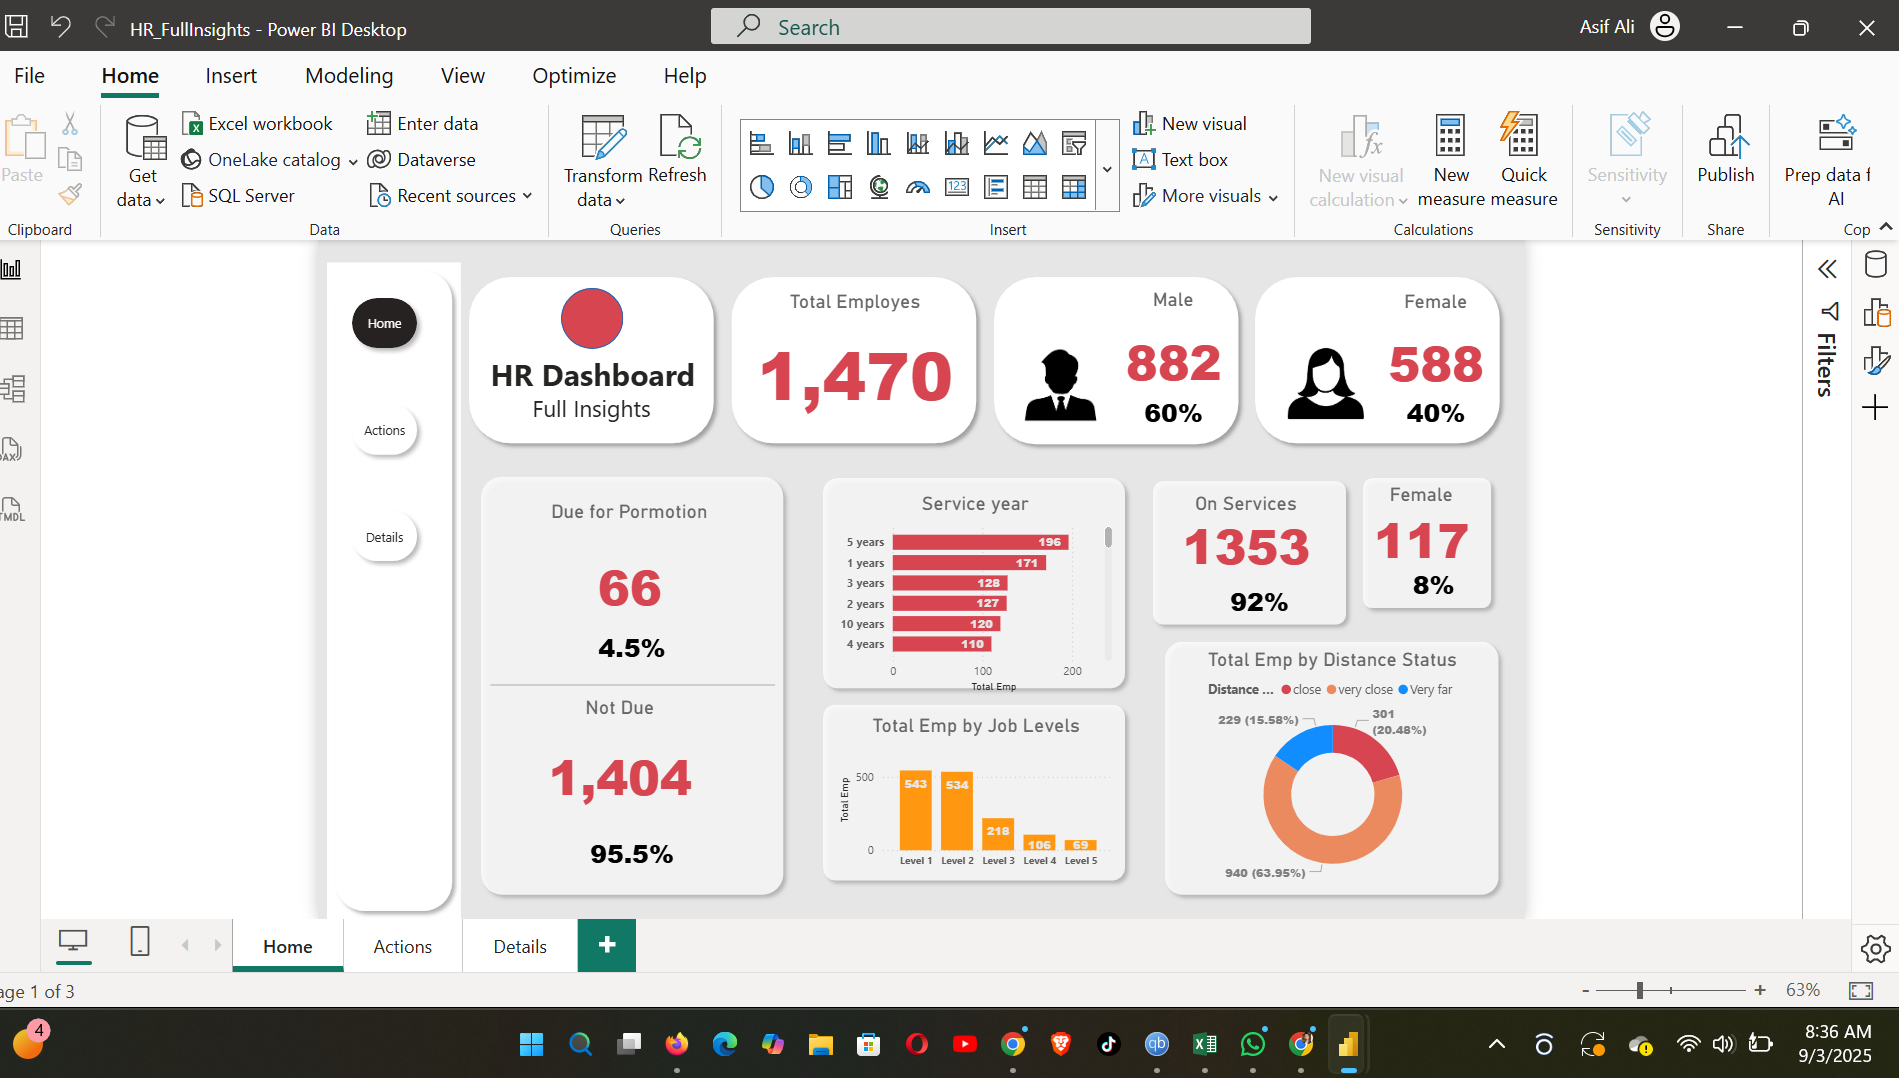 HR_FullInsights - Power BI Desktop
Search
Asif Ali
File
Home
Insert
Modeling
View
Optimize
Help
Paste
Clipboard
Get data
Excel workbook
OneLake catalog
SQL Server
Enter data
Dataverse
Recent sources
Data
Transform data
Refresh
Queries
123
New visual
A
Text box
More visuals
Insert
New visual calculation
New measure
Quick measure
Calculations
Sensitivity
Sensitivity
Publish
Share
Prep data f
AI
Cop
Home
Actions
Details
HR Dashboard
Full Insights
Total Employes
1,470
Male
882
60%
Female
588
40%
Due for Pormotion
66
4.5%
Not Due
1,404
95.5%
Service year
5 years 196
1 years 171
3 years 128
2 years 127
10 years 120
4 years 110
0 100 200
Total Emp
On Services
1353
92%
Female
117
8%
Total Emp by Job Levels
Total Emp
500
0
543 534 218 106 69
Level 1 Level 2 Level 3 Level 4 Level 5
Total Emp by Distance Status
Distance ... close very close Very far
229 (15.58%)
301
(20.48%)
940 (63.95%)
Filters
DAX
TMDL
Home
Actions
Details
+
age 1 of 3
- + 63%
4
qb
8:36 AM
9/3/2025